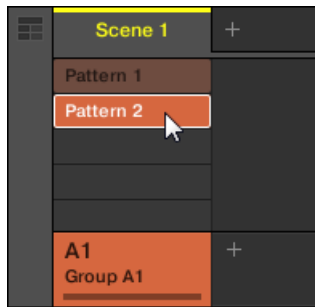 Scene 1 +
Pattern 1
Pattern 2
A1 +
Group A1